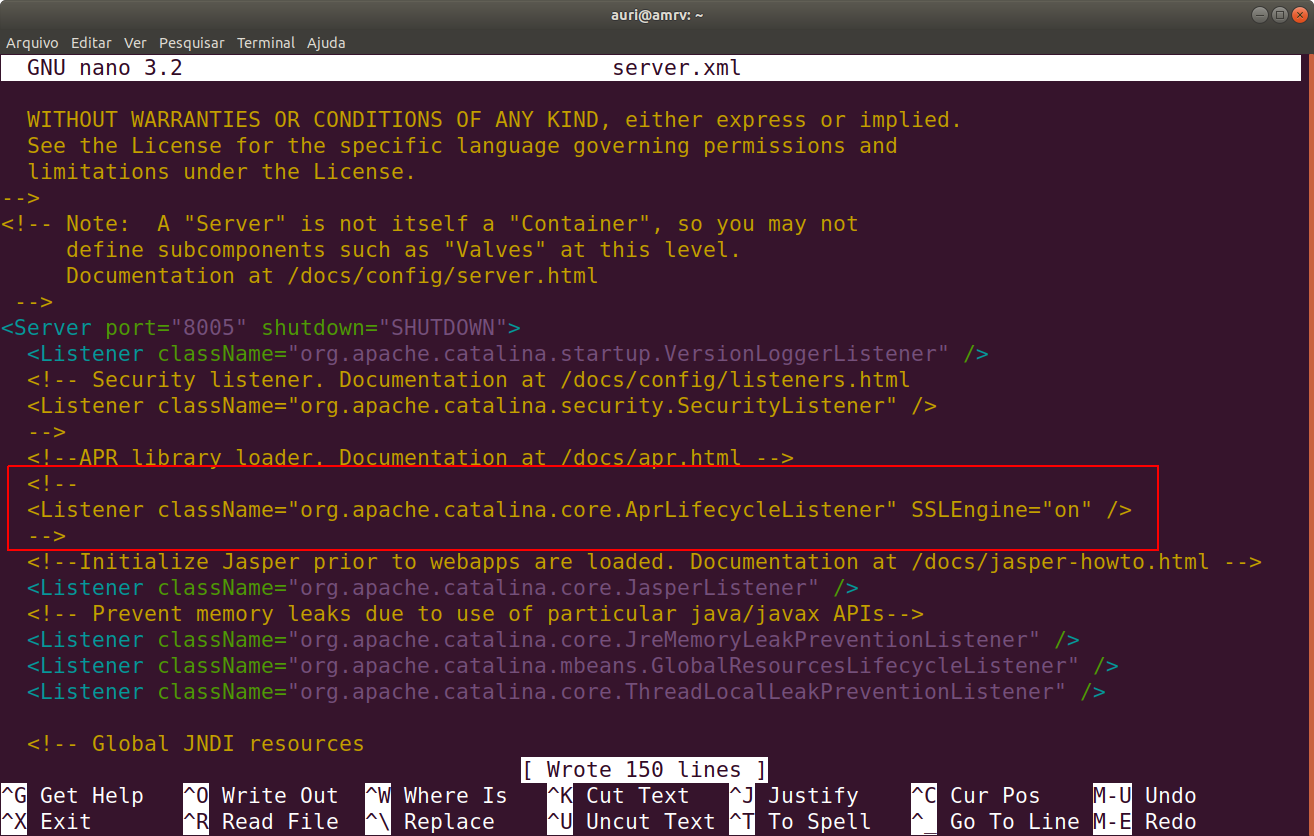 auri@amrv: ~
Arquivo Editar Ver Pesquisar Terminal Ajuda
GNU nano 3.2 server.xml
WITHOUT WARRANTIES OR CONDITIONS OF ANY KIND, either express or implied.
See the License for the specific language governing permissions and
limitations under the License.
-->
<!-- Note:  A "Server" is not itself a "Container", so you may not
define subcomponents such as "Valves" at this level.
Documentation at /docs/config/server.html
-->
<Server port="8005" shutdown="SHUTDOWN">
<Listener className="org.apache.catalina.startup.VersionLoggerListener" />
<!-- Security listener. Documentation at /docs/config/listeners.html
<Listener className="org.apache.catalina.security.SecurityListener" />
-->
<!--APR library loader. Documentation at /docs/apr.html -->
<!--
<Listener className="org.apache.catalina.core.AprLifecycleListener" SSLEngine="on" />
-->
<!--Initialize Jasper prior to webapps are loaded. Documentation at /docs/jasper-howto.html -->
<Listener className="org.apache.catalina.core.JasperListener" />
<!-- Prevent memory leaks due to use of particular java/javax APIs-->
<Listener className="org.apache.catalina.core.JreMemoryLeakPreventionListener" />
<Listener className="org.apache.catalina.mbeans.GlobalResourcesLifecycleListener" />
<Listener className="org.apache.catalina.core.ThreadLocalLeakPreventionListener" />
<!-- Global JNDI resources
[ Wrote 150 lines ]
^G Get Help ^O Write Out ^W Where Is ^K Cut Text ^J Justify ^C Cur Pos M-U Undo
^X Exit ^R Read File ^\ Replace ^U Uncut Text ^T To Spell ^_ Go To Line M-E Redo